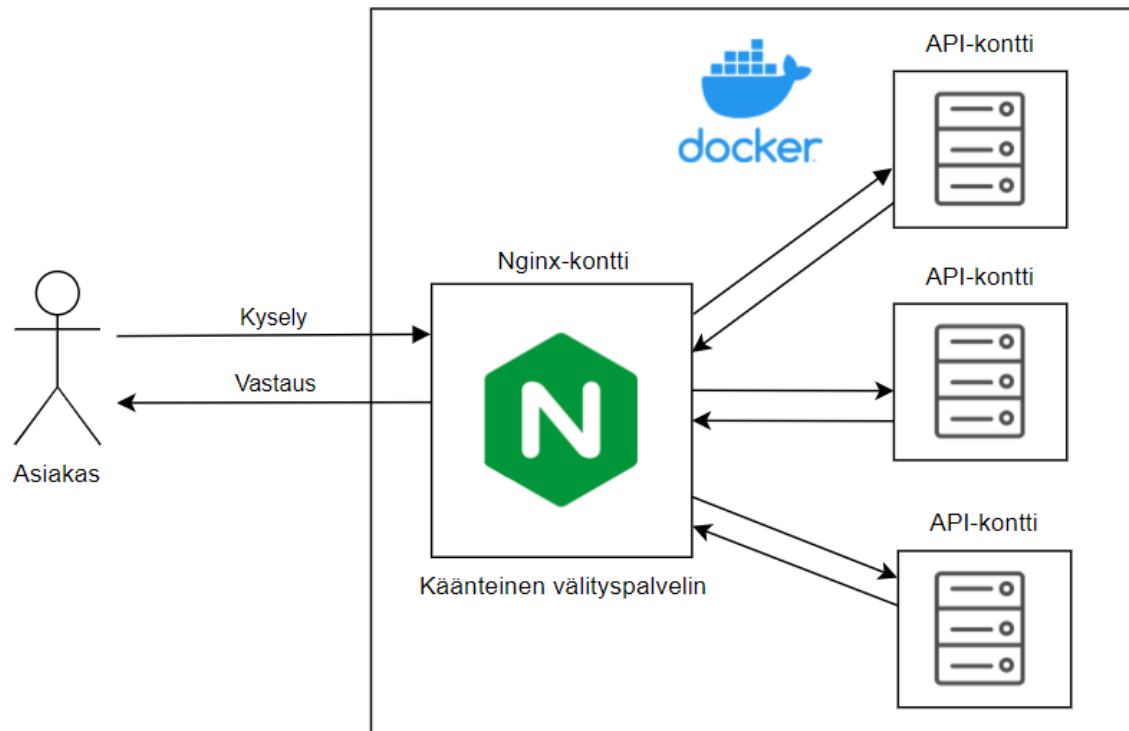 API-kontti
docker
Nginx-kontti
API-kontti
Kysely
Vastaus
N
Asiakas
API-kontti
Käänteinen välityspalvelin